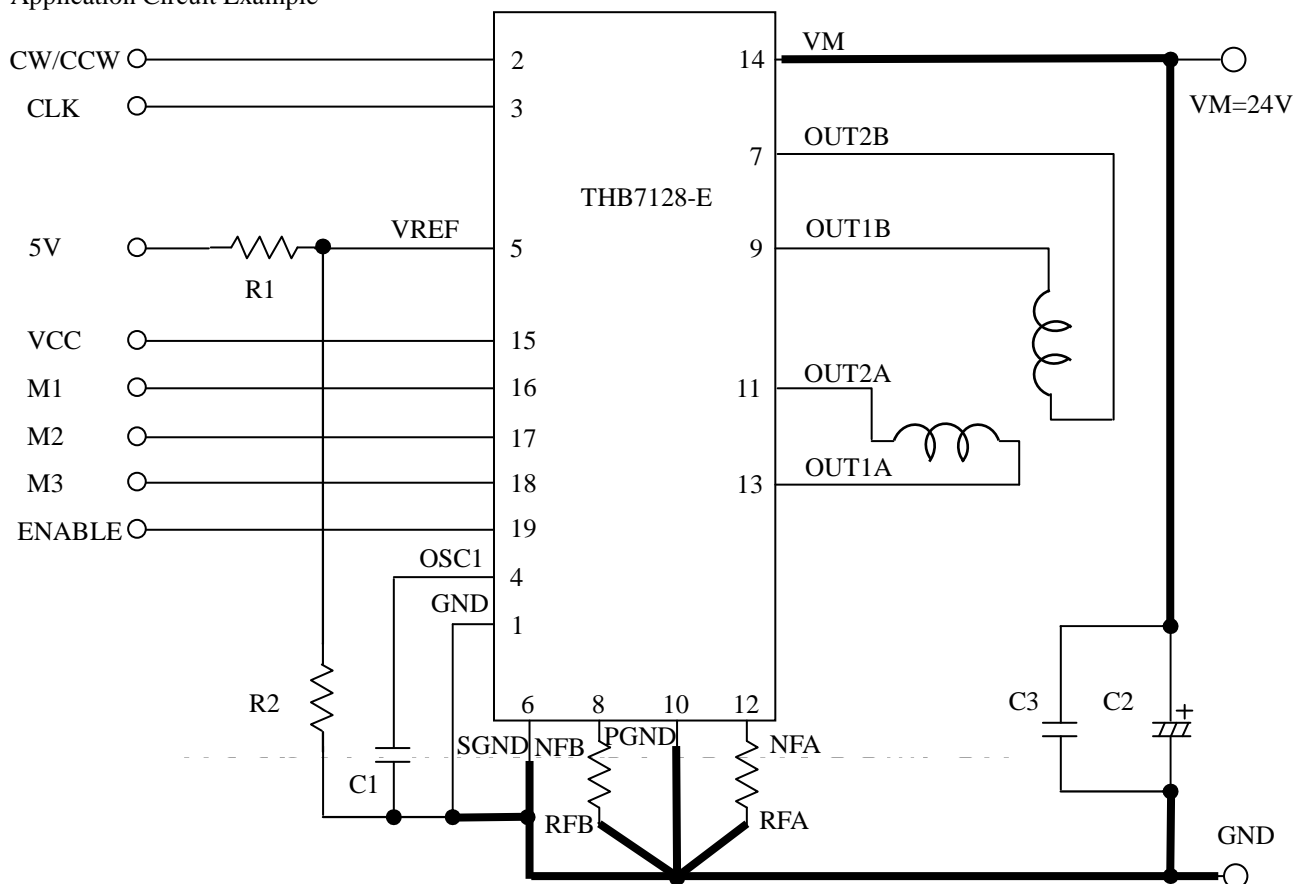 Application Circuit Example
CW/CCW
2
14
VM
CLK
3
VM=24V
7
OUT2B
THB7128-E
5V
R1
VREF
5
9
OUT1B
VCC
15
M1
16
11
OUT2A
M2
17
M3
18
13
OUT1A
ENABLE
19
OSC1
4
GND
1
R2
C1
6
8
10
12
C3
C2
+
SGND
NFB
PGND
NFA
RFB
RFA
GND